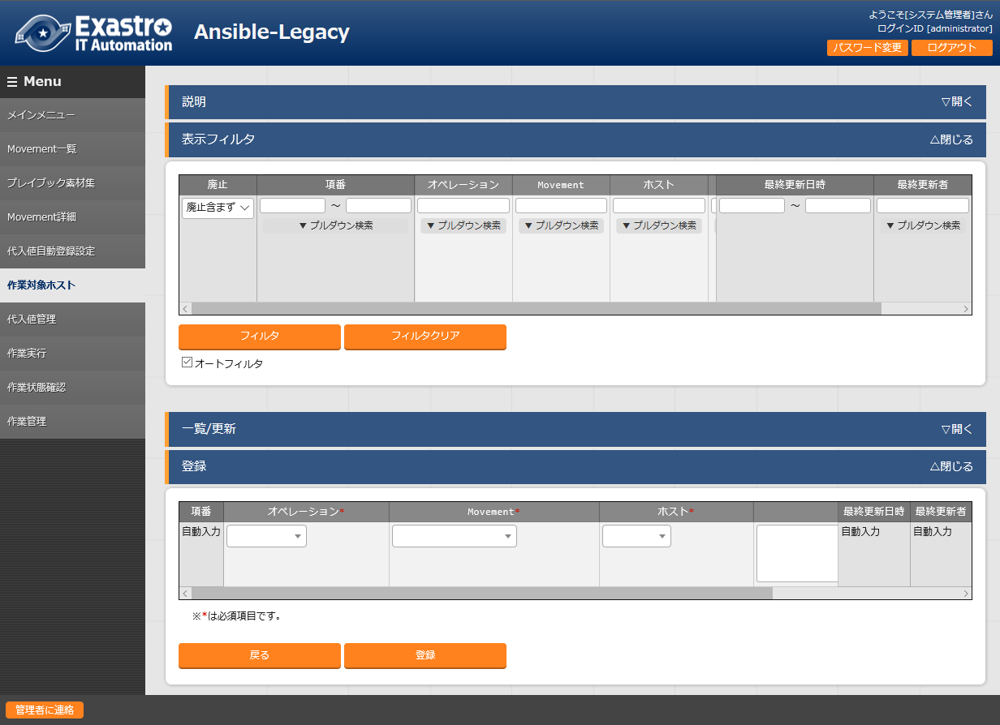 Exastro
IT Automation
Ansible-Legacy
ようこそ[システム管理者]さん
ログインID [administrator]
パスワード変更 ログアウト
Menu
メインメニュー
Movement一覧
プレイブック素材集
Movement詳細
代入値自動登録設定
作業対象ホスト
代入値管理
作業実行
作業状態確認
作業管理
説明 ▽開く
表示フィルタ △閉じる
廃止 項番 オペレーション Movement ホスト 最終更新日時 最終更新者
廃止含まず ～ ～
▼プルダウン検索 ▼プルダウン検索 ▼プルダウン検索 ▼プルダウン検索 ▼プルダウン検索
フィルタ フィルタクリア
オートフィルタ
一覧/更新 ▽開く
登録 △閉じる
項番 オペレーション* Movement* ホスト* 最終更新日時 最終更新者
自動入力 自動入力 自動入力
※*は必須項目です。
戻る 登録
管理者に連絡